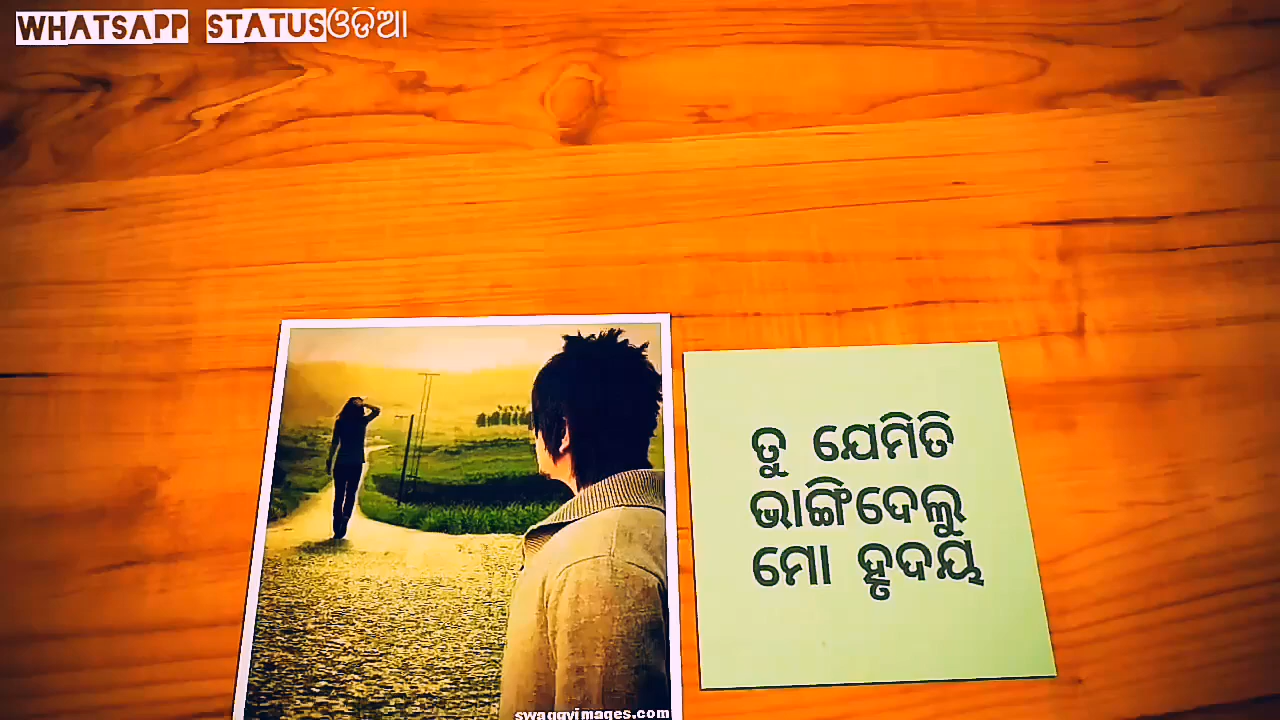 WHATSAPP STATUSଓଡିଆ
ତୁ ଯେମିତି
ଭାଙ୍ଗିଦେଲୁ
ମୋ ହୃଦୟ
swaggyimages.com